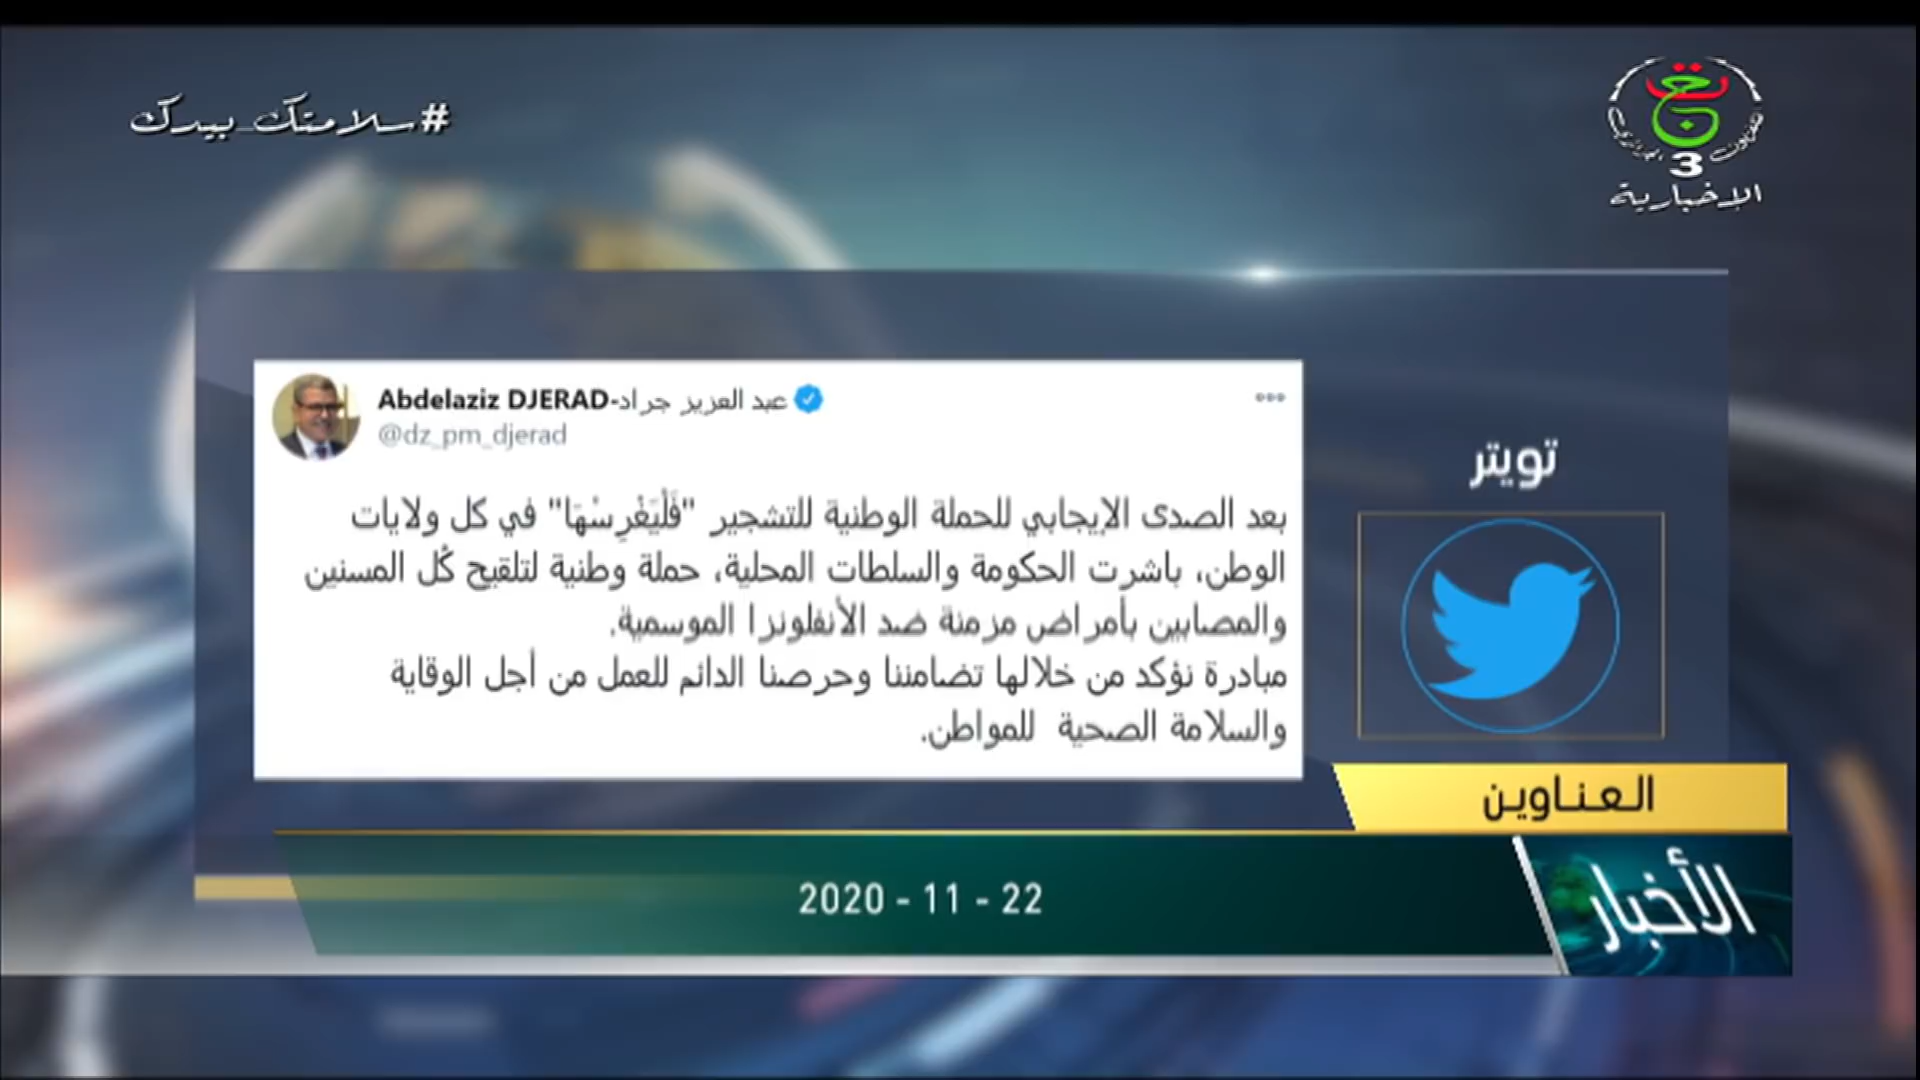 #سلامتك_بيدك
3
الإخبارية
Abdelaziz DJERAD-عبد العزيز جراد
@dz_pm_djerad
بعد الصدى الإيجابي للحملة الوطنية للتشجير "فَلْيَغْرِسْهَا" في كل ولايات
الوطن، باشرت الحكومة والسلطات المحلية، حملة وطنية لتلقيح كُل المسنين
والمصابين بأمراض مزمنة ضد الأنفلونزا الموسمية.
مبادرة نؤكد من خلالها تضامننا وحرصنا الدائم للعمل من أجل الوقاية
والسلامة الصحية للمواطن.
تويتر
العناوين
الأخبار
2020 - 11 - 22